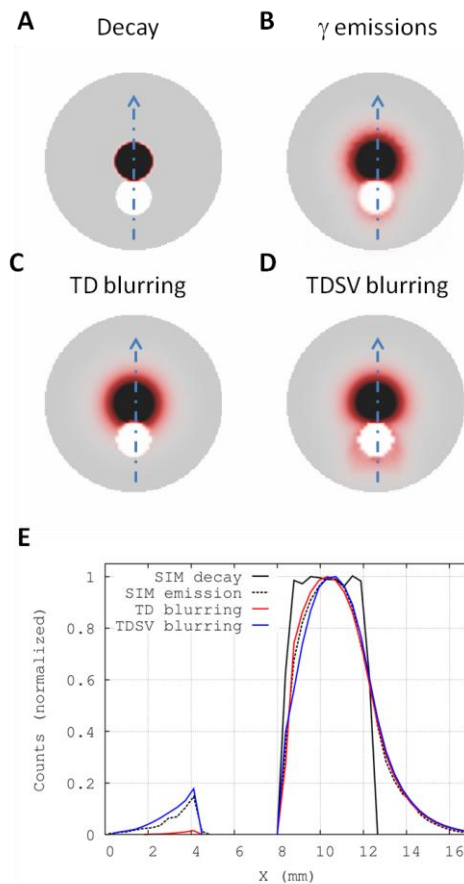 A
Decay
B
γ emissions
C
TD blurring
D
TDSV blurring
E
SIM decay
SIM emission
TD blurring
TDSV blurring
Counts (normalized)
1
0.8
0.6
0.4
0.2
0
2 4 6 8 10 12 14 16
X (mm)